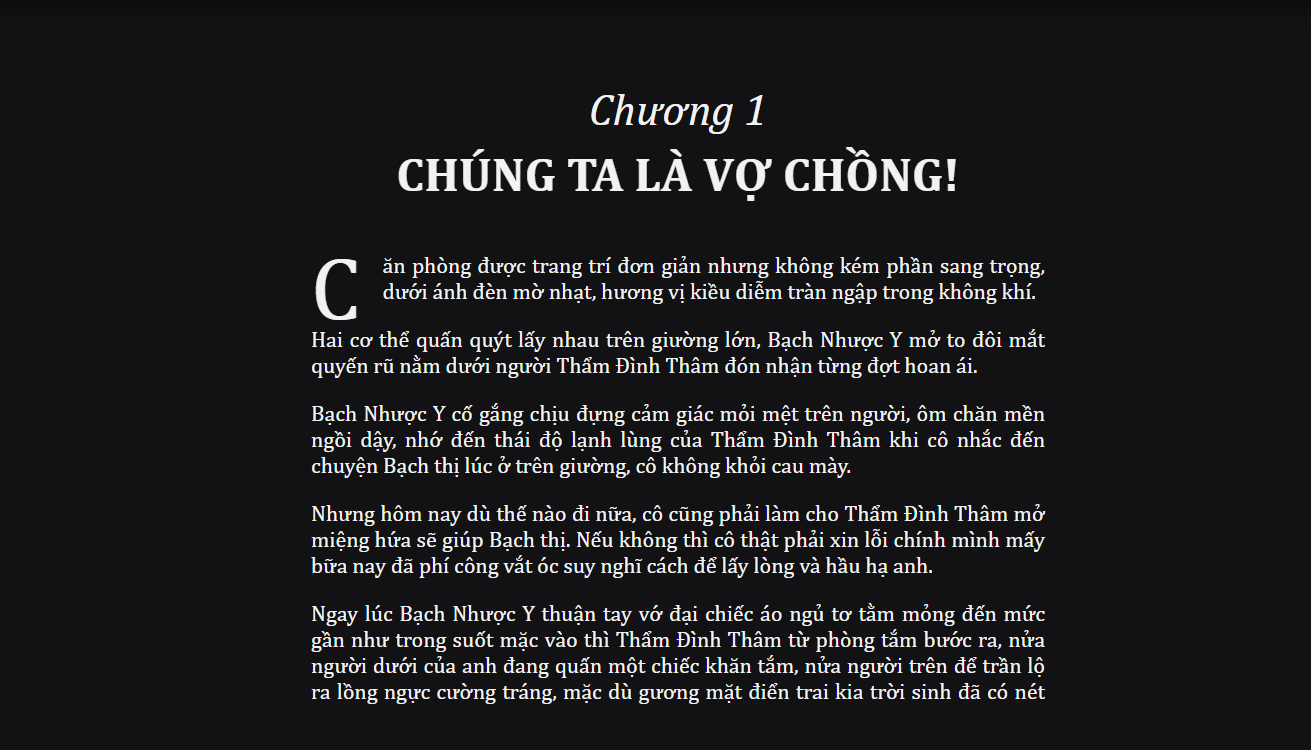 Chương 1
CHÚNG TA LÀ VỢ CHỒNG!
Căn phòng được trang trí đơn giản nhưng không kém phần sang trọng,
dưới ánh đèn mờ nhạt, hương vị kiều diễm tràn ngập trong không khí.
Hai cơ thể quấn quýt lấy nhau trên giường lớn, Bạch Nhược Y mở to đôi mắt
quyến rũ nằm dưới người Thẩm Đình Thâm đón nhận từng đợt hoan ái.
Bạch Nhược Y cố gắng chịu đựng cảm giác mỏi mệt trên người, ôm chăn mền
ngồi dậy, nhớ đến thái độ lạnh lùng của Thẩm Đình Thâm khi cô nhắc đến
chuyện Bạch thị lúc ở trên giường, cô không khỏi cau mày.
Nhưng hôm nay dù thế nào đi nữa, cô cũng phải làm cho Thẩm Đình Thâm mở
miệng hứa sẽ giúp Bạch thị. Nếu không thì cô thật phải xin lỗi chính mình mấy
bữa nay đã phí công vắt óc suy nghĩ cách để lấy lòng và hầu hạ anh.
Ngay lúc Bạch Nhược Y thuận tay vớ đại chiếc áo ngủ tơ tằm mỏng đến mức
gần như trong suốt mặc vào thì Thẩm Đình Thâm từ phòng tắm bước ra, nửa
người dưới của anh đang quấn một chiếc khăn tắm, nửa người trên để trần lộ
ra lồng ngực cường tráng, mặc dù gương mặt điển trai kia trời sinh đã có nét